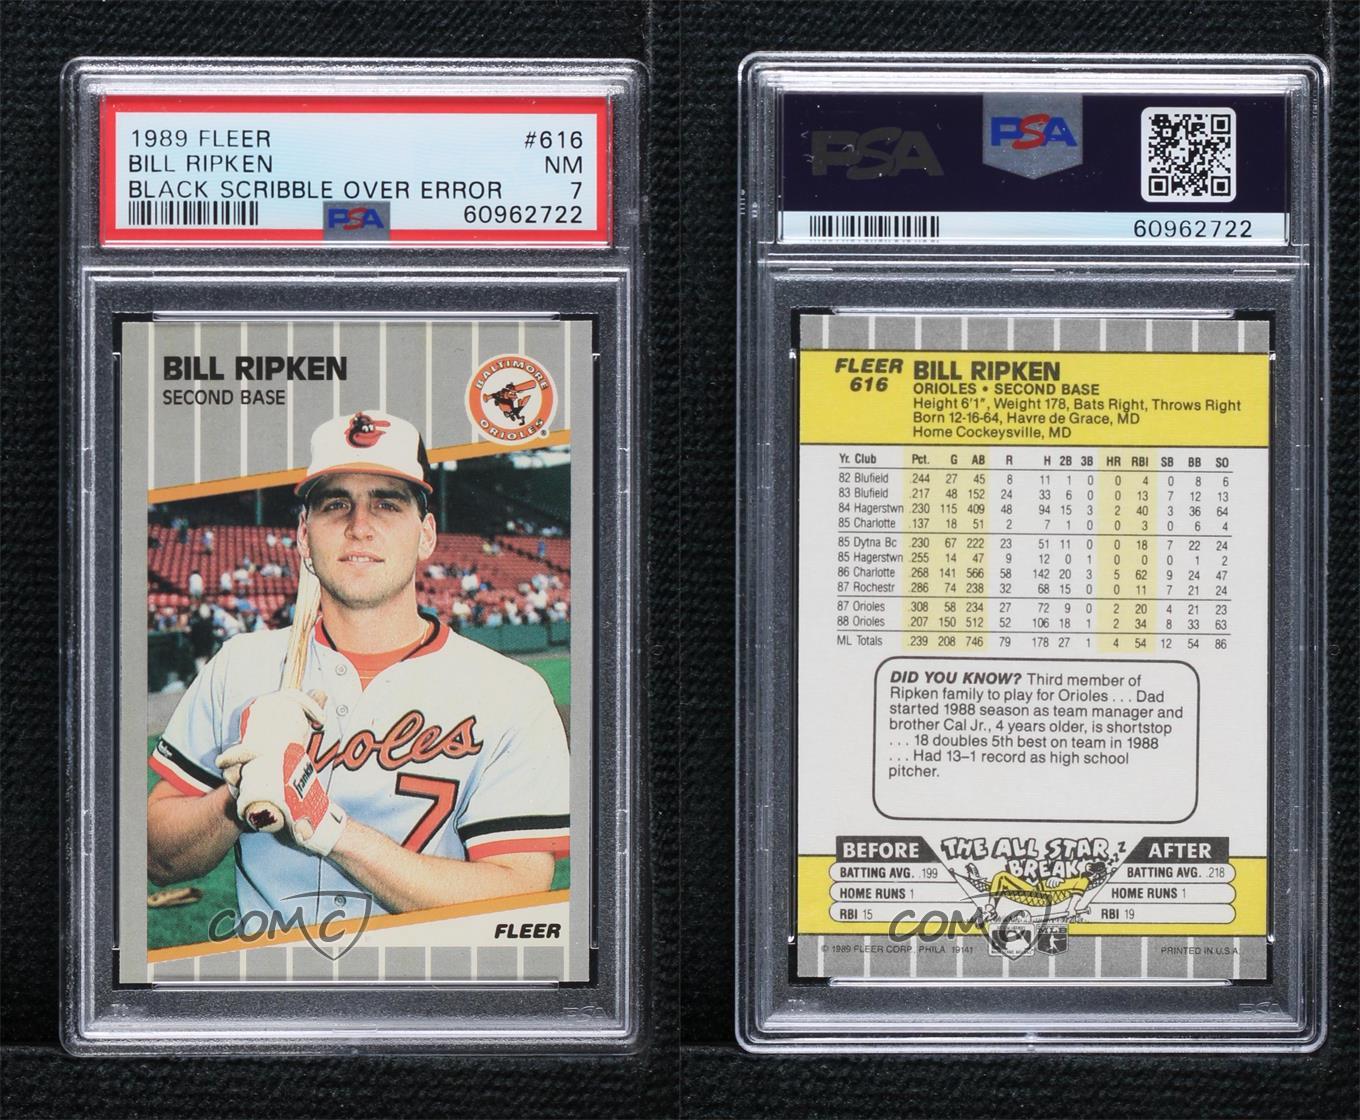 1989 FLEER #616
BILL RIPKEN NM
BLACK SCRIBBLE OVER ERROR 7
PSA 60962722
BILL RIPKEN
SECOND BASE
BALTIMORE
ORIOLES
Orioles
7
Franklin
COMC
FLEER
PSA PSA
60962722
FLEER
616
BILL RIPKEN
ORIOLES • SECOND BASE
Height 6'1", Weight 178, Bats Right, Throws Right
Born 12-16-64, Havre de Grace, MD
Home Cockeysville, MD
Yr. Club Pct. G AB R H 2B 3B HR RBI SB BB SO
82 Blufield .244 27 45 8 11 1 0 0 4 0 8 6
83 Blufield .217 48 152 24 33 6 0 0 13 7 12 13
84 Hagerstwn .230 115 409 48 94 15 3 2 40 3 36 64
85 Charlotte .137 18 51 2 7 1 0 0 3 0 6 4
85 Dytna Bc .230 67 222 23 51 11 0 0 18 7 22 24
85 Hagerstwn .255 14 47 9 12 0 1 0 0 0 1 2
86 Charlotte .268 141 566 58 142 20 3 5 62 9 24 47
87 Rochestr .286 74 238 32 68 15 0 0 11 7 21 24
87 Orioles .308 58 234 27 72 9 0 2 20 4 21 23
88 Orioles .207 150 512 52 106 18 1 2 34 8 33 63
ML Totals .239 208 746 79 178 27 1 4 54 12 54 86
DID YOU KNOW? Third member of
Ripken family to play for Orioles . . . Dad
started 1988 season as team manager and
brother Cal Jr., 4 years older, is shortstop
. . . 18 doubles 5th best on team in 1988
. . . Had 13-1 record as high school
pitcher.
BEFORE THE ALL STAR BREAK AFTER
BATTING AVG. .199 BATTING AVG. .218
HOME RUNS 1 HOME RUNS 1
RBI 15 RBI 19
COMC
MLB
© 1989 FLEER CORP. PHILA. 19141 PRINTED IN U.S.A.